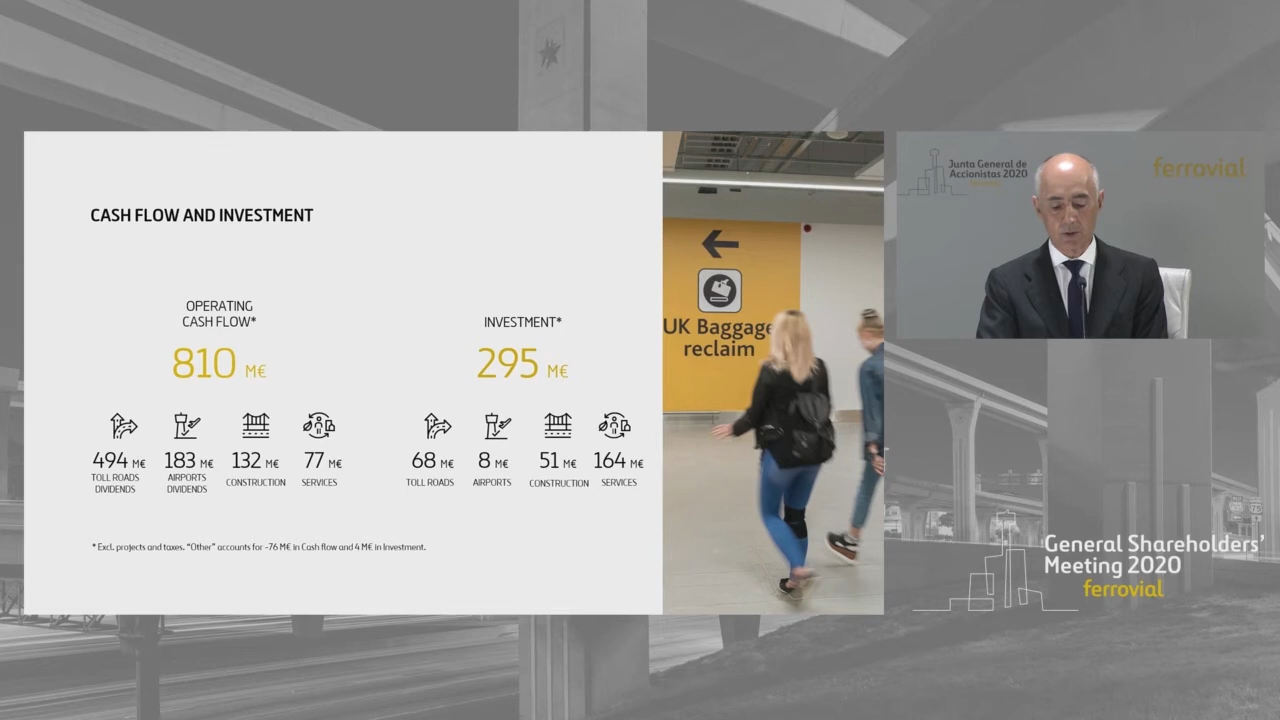 CASH FLOW AND INVESTMENT
OPERATING
CASH FLOW*
810 M€
494 M€
TOLL ROADS
DIVIDENDS
183 M€
AIRPORTS
DIVIDENDS
132 M€
CONSTRUCTION
77 M€
SERVICES
INVESTMENT*
295 M€
68 M€
TOLL ROADS
8 M€
AIRPORTS
51 M€
CONSTRUCTION
164 M€
SERVICES
* Excl. projects and taxes. "Other" accounts for -76 M€ in Cash flow and 4 M€ in Investment.
UK Baggage
reclaim
Junta General de
Accionistas 2020
ferrovial
ferrovial
General Shareholders'
Meeting 2020
ferrovial